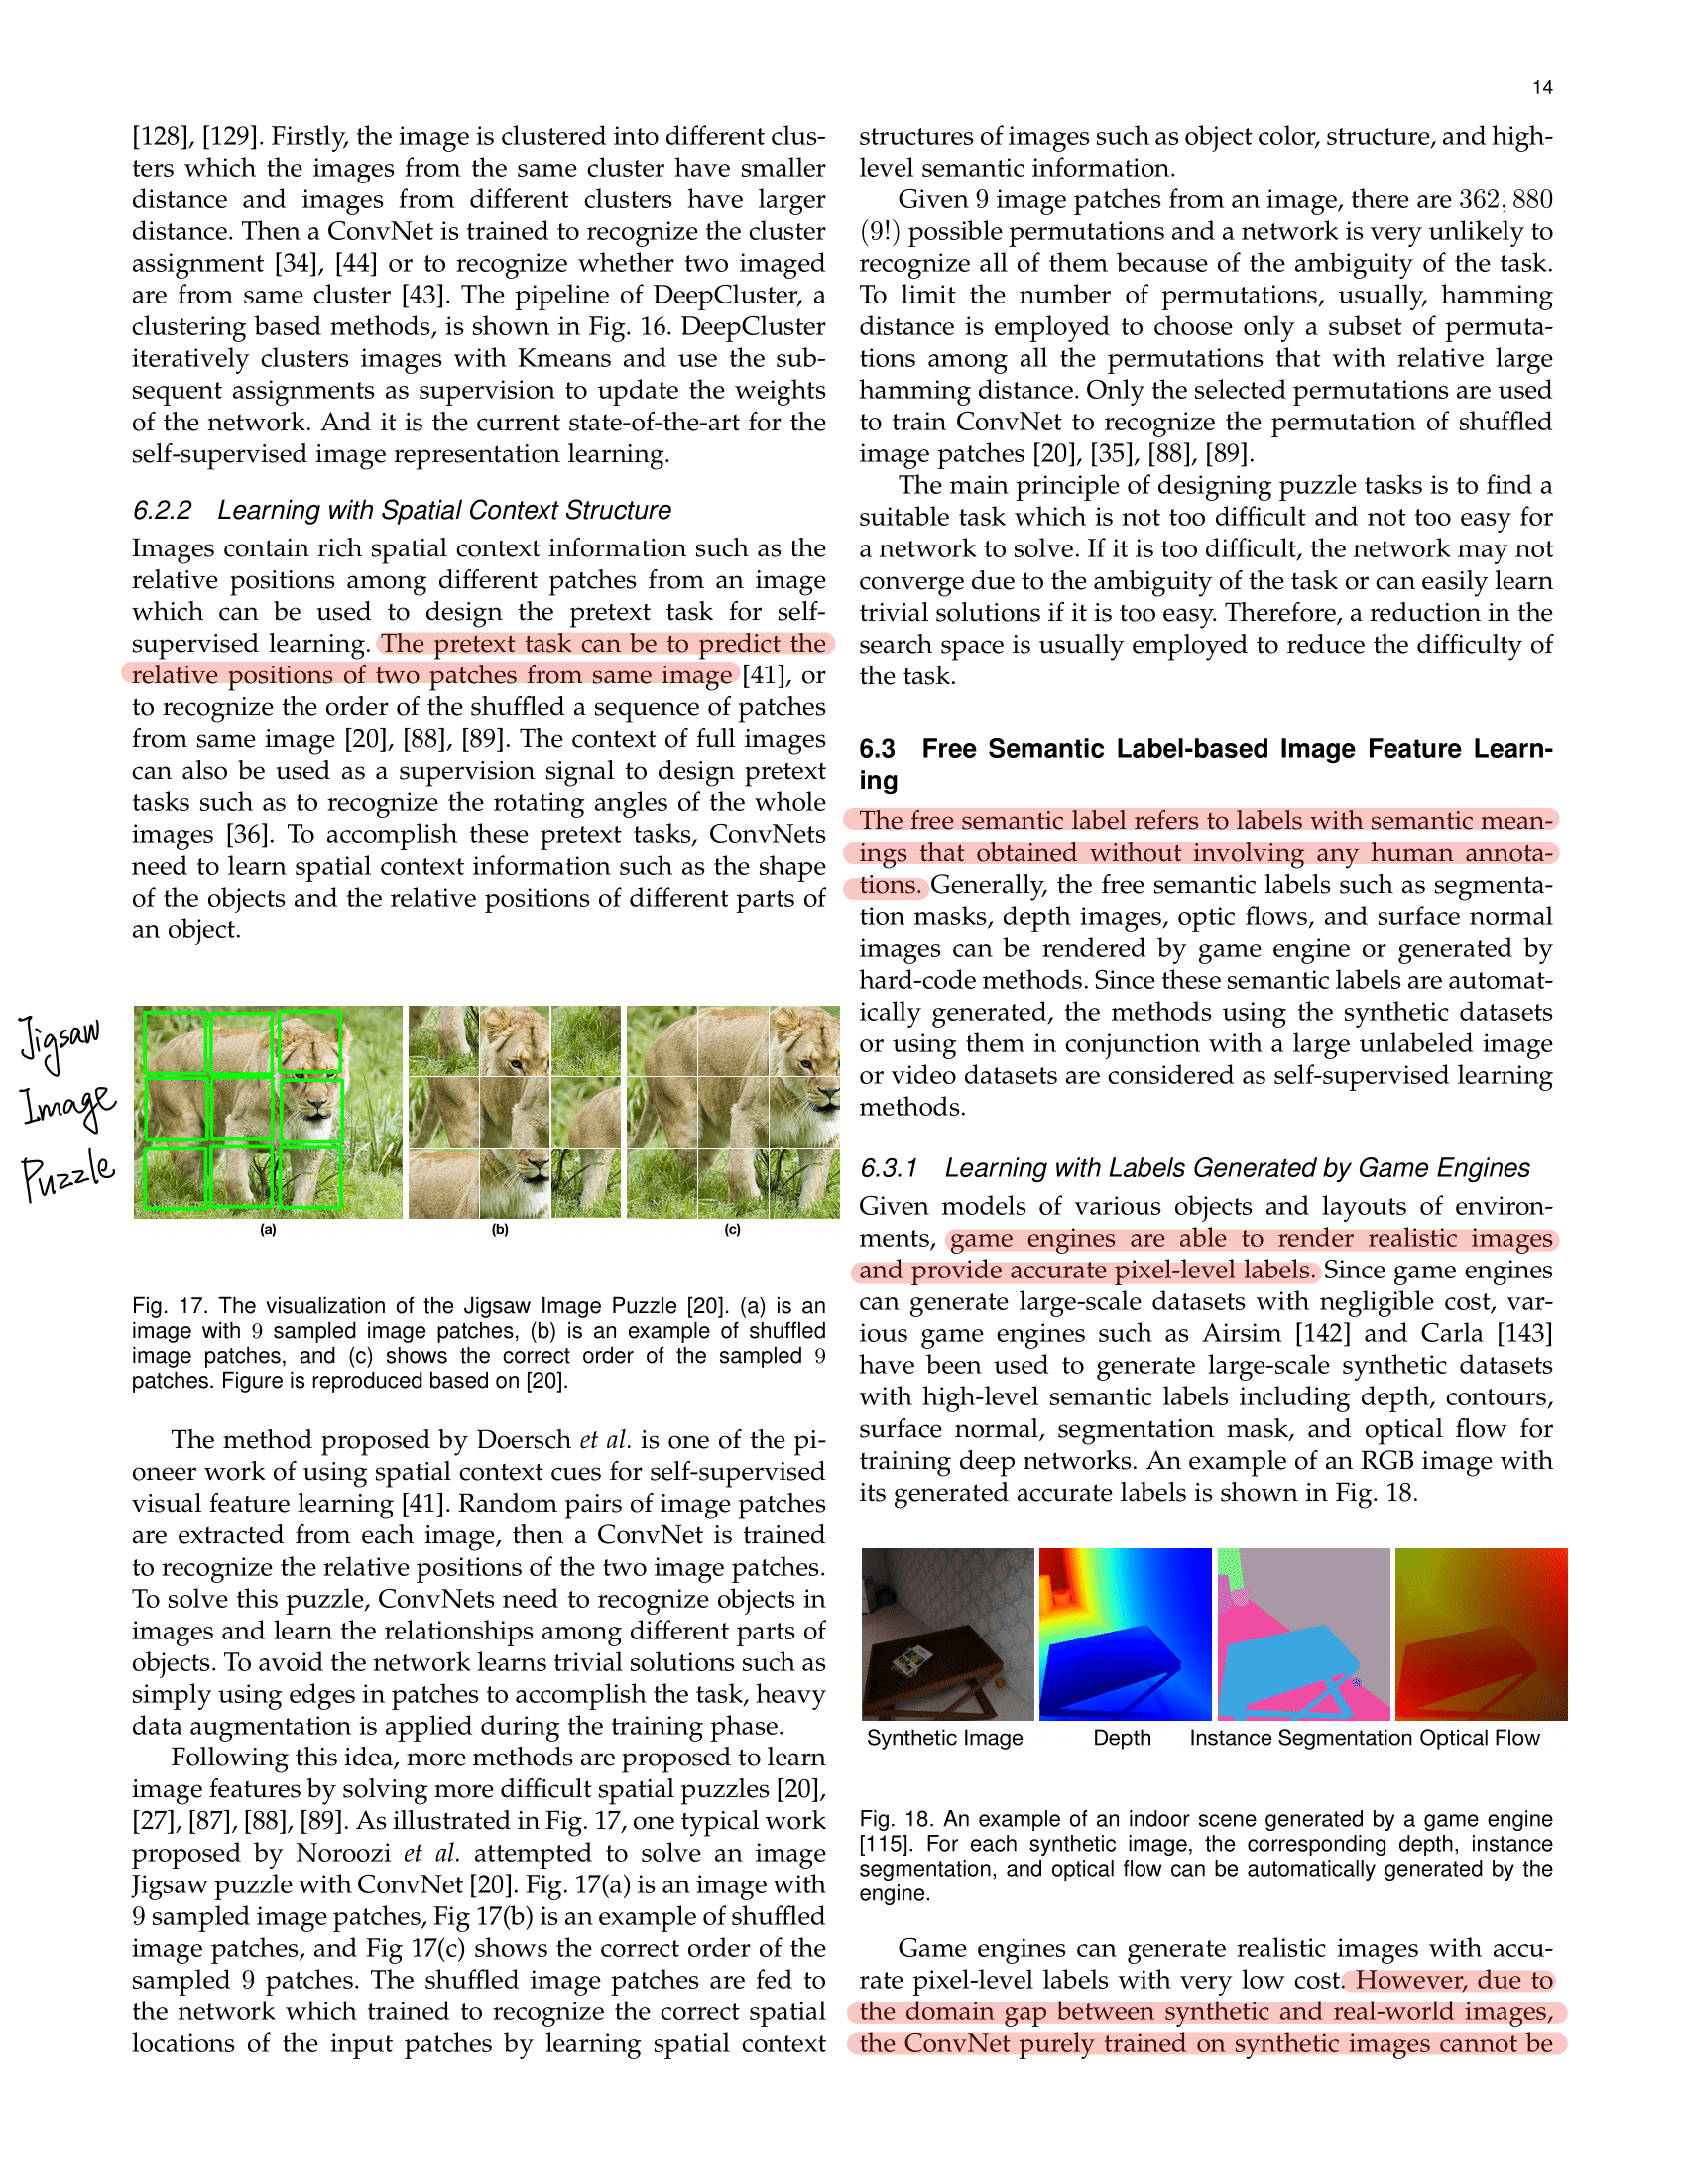 14
[128], [129]. Firstly, the image is clustered into different clus-
ters which the images from the same cluster have smaller
distance and images from different clusters have larger
distance. Then a ConvNet is trained to recognize the cluster
assignment [34], [44] or to recognize whether two imaged
are from same cluster [43]. The pipeline of DeepCluster, a
clustering based methods, is shown in Fig. 16. DeepCluster
iteratively clusters images with Kmeans and use the sub-
sequent assignments as supervision to update the weights
of the network. And it is the current state-of-the-art for the
self-supervised image representation learning.
6.2.2 Learning with Spatial Context Structure
Images contain rich spatial context information such as the
relative positions among different patches from an image
which can be used to design the pretext task for self-
supervised learning. The pretext task can be to predict the
relative positions of two patches from same image [41], or
to recognize the order of the shuffled a sequence of patches
from same image [20], [88], [89]. The context of full images
can also be used as a supervision signal to design pretext
tasks such as to recognize the rotating angles of the whole
images [36]. To accomplish these pretext tasks, ConvNets
need to learn spatial context information such as the shape
of the objects and the relative positions of different parts of
an object.
Jigsaw
Image
Puzzle
(a)
(b)
(c)
Fig. 17. The visualization of the Jigsaw Image Puzzle [20]. (a) is an
image with 9 sampled image patches, (b) is an example of shuffled
image patches, and (c) shows the correct order of the sampled 9
patches. Figure is reproduced based on [20].
The method proposed by Doersch et al. is one of the pi-
oneer work of using spatial context cues for self-supervised
visual feature learning [41]. Random pairs of image patches
are extracted from each image, then a ConvNet is trained
to recognize the relative positions of the two image patches.
To solve this puzzle, ConvNets need to recognize objects in
images and learn the relationships among different parts of
objects. To avoid the network learns trivial solutions such as
simply using edges in patches to accomplish the task, heavy
data augmentation is applied during the training phase.
Following this idea, more methods are proposed to learn
image features by solving more difficult spatial puzzles [20],
[27], [87], [88], [89]. As illustrated in Fig. 17, one typical work
proposed by Noroozi et al. attempted to solve an image
Jigsaw puzzle with ConvNet [20]. Fig. 17(a) is an image with
9 sampled image patches, Fig 17(b) is an example of shuffled
image patches, and Fig 17(c) shows the correct order of the
sampled 9 patches. The shuffled image patches are fed to
the network which trained to recognize the correct spatial
locations of the input patches by learning spatial context
structures of images such as object color, structure, and high-
level semantic information.
Given 9 image patches from an image, there are 362, 880
(9!) possible permutations and a network is very unlikely to
recognize all of them because of the ambiguity of the task.
To limit the number of permutations, usually, hamming
distance is employed to choose only a subset of permuta-
tions among all the permutations that with relative large
hamming distance. Only the selected permutations are used
to train ConvNet to recognize the permutation of shuffled
image patches [20], [35], [88], [89].
The main principle of designing puzzle tasks is to find a
suitable task which is not too difficult and not too easy for
a network to solve. If it is too difficult, the network may not
converge due to the ambiguity of the task or can easily learn
trivial solutions if it is too easy. Therefore, a reduction in the
search space is usually employed to reduce the difficulty of
the task.
6.3 Free Semantic Label-based Image Feature Learn-
ing
The free semantic label refers to labels with semantic mean-
ings that obtained without involving any human annota-
tions. Generally, the free semantic labels such as segmenta-
tion masks, depth images, optic flows, and surface normal
images can be rendered by game engine or generated by
hard-code methods. Since these semantic labels are automat-
ically generated, the methods using the synthetic datasets
or using them in conjunction with a large unlabeled image
or video datasets are considered as self-supervised learning
methods.
6.3.1 Learning with Labels Generated by Game Engines
Given models of various objects and layouts of environ-
ments, game engines are able to render realistic images
and provide accurate pixel-level labels. Since game engines
can generate large-scale datasets with negligible cost, var-
ious game engines such as Airsim [142] and Carla [143]
have been used to generate large-scale synthetic datasets
with high-level semantic labels including depth, contours,
surface normal, segmentation mask, and optical flow for
training deep networks. An example of an RGB image with
its generated accurate labels is shown in Fig. 18.
Synthetic Image Depth Instance Segmentation Optical Flow
Fig. 18. An example of an indoor scene generated by a game engine
[115]. For each synthetic image, the corresponding depth, instance
segmentation, and optical flow can be automatically generated by the
engine.
Game engines can generate realistic images with accu-
rate pixel-level labels with very low cost. However, due to
the domain gap between synthetic and real-world images,
the ConvNet purely trained on synthetic images cannot be